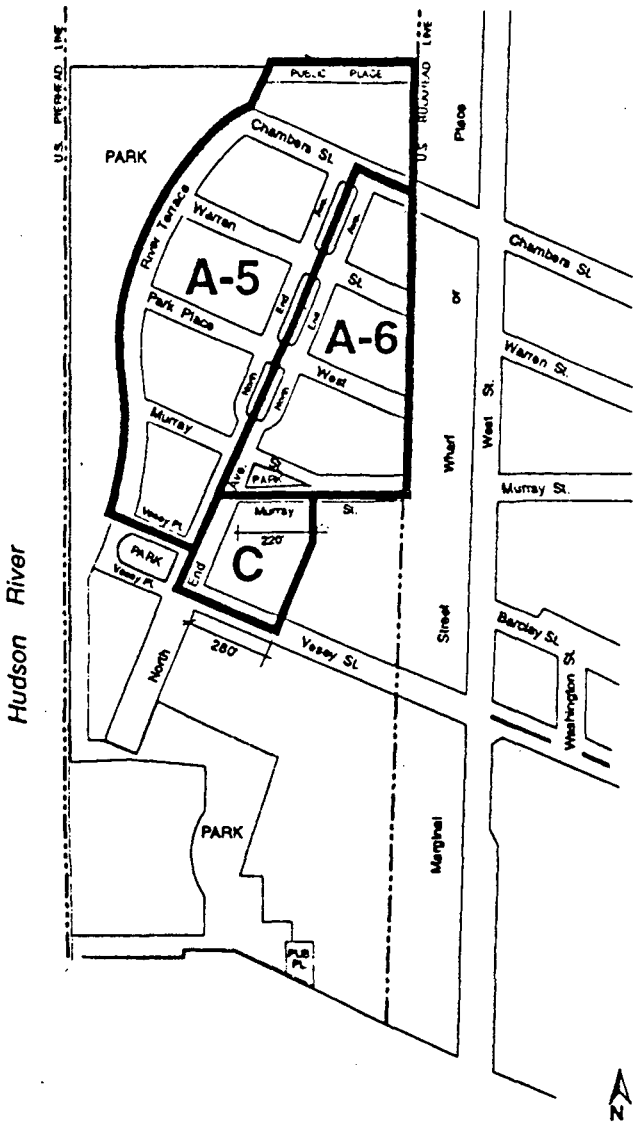 U.S. PIERHEAD LINE
U.S. BULKHEAD LINE
PUBLIC PLACE
PARK
Chambers St.
Place
River Terrace
Warren
Ave.
Ave.
Chambers St.
A-5
St.
or
Park Place
End
End
A-6
Warren St.
West
North
North
West St.
Murray
Wharf
Ave.
St.
PARK
Murray St.
Vesey Pl.
Murray St.
220'
PARK
C
Vesey Pl.
End
Hudson River
280'
Vesey St.
Street
Barclay St.
North
Washington St.
PARK
Marginal
PUB
PL.
N